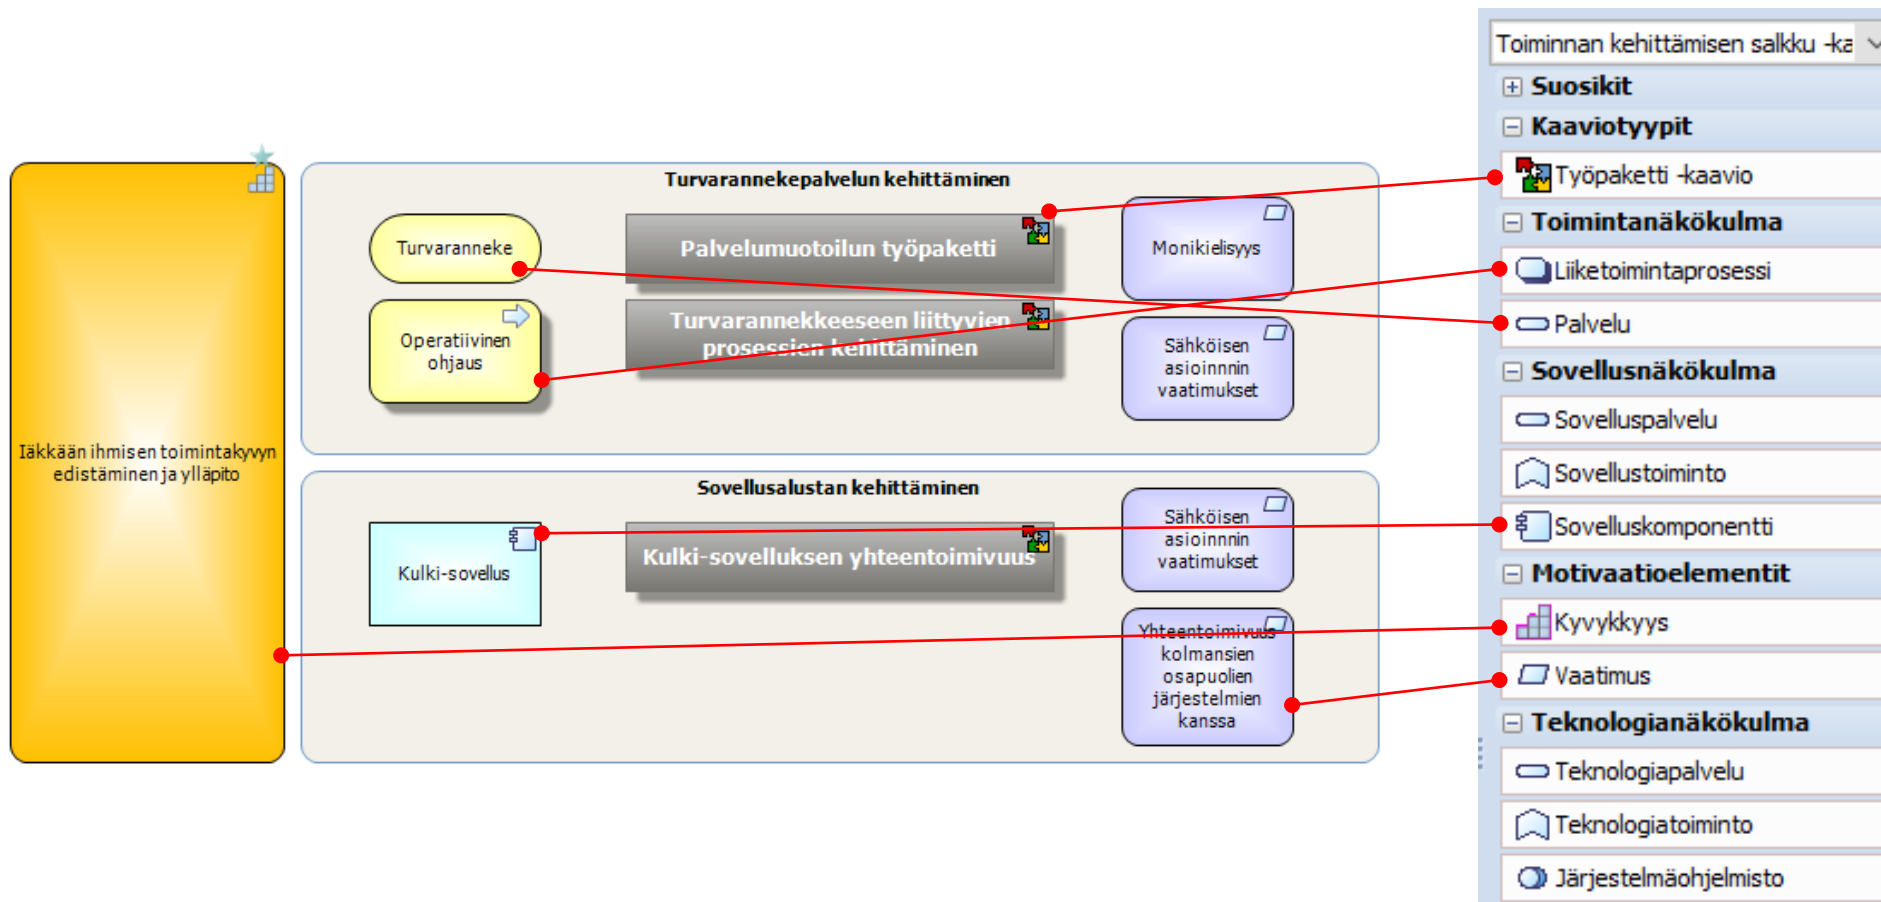 Iäkkään ihmisen toimintakyvyn
edistäminen ja ylläpito
Turvarannekepalvelun kehittäminen
Turvaranneke
Operatiivinen
ohjaus
Palvelumuotoilun työpaketti
Turvarannekkeeseen liittyvien
prosessien kehittäminen
Monikielisyys
Sähköisen
asioinnnin
vaatimukset
Sovellusalustan kehittäminen
Kulki-sovellus
Kulki-sovelluksen yhteentoimivuus
Sähköisen
asioinnnin
vaatimukset
Yhteentoimivuus
kolmansien
osapuolien
järjestelmien
kanssa
Toiminnan kehittämisen salkku -ka
Suosikit
Kaaviotyypit
Työpaketti -kaavio
Toimintanäkökulma
Liiketoimintaprosessi
Palvelu
Sovellusnäkökulma
Sovelluspalvelu
Sovellustoiminto
Sovelluskomponentti
Motivaatioelementit
Kyvykkyys
Vaatimus
Teknologianäkökulma
Teknologiapalvelu
Teknologiatoiminto
Järjestelmäohjelmisto